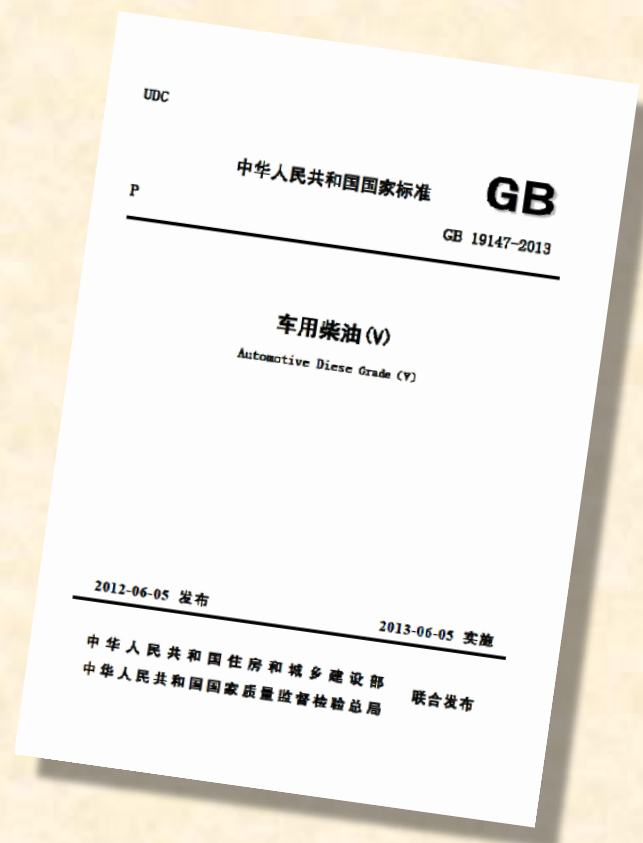 UDC
中华人民共和国国家标准
GB
P
GB 19147-2013
车用柴油(V)
Automotive Diese Grade (V)
2012-06-05 发布
2013-06-05 实施
中华人民共和国住房和城乡建设部
联合发布
中华人民共和国国家质量监督检验总局